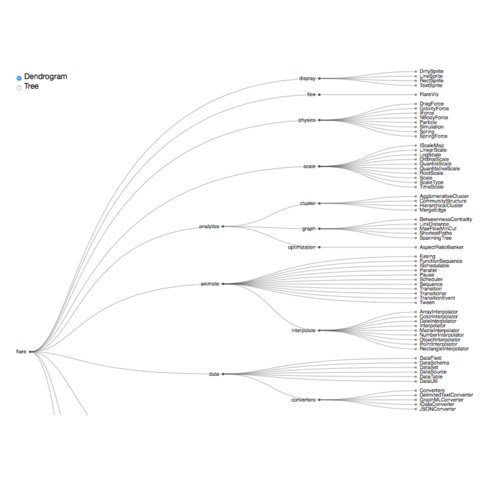 Dendrogram
Tree
flare
display
DirtySprite
LineSprite
RectSprite
TextSprite
flex
FlareVis
physics
DragForce
GravityForce
IForce
NBodyForce
Particle
Simulation
Spring
SpringForce
scale
IScaleMap
LinearScale
LogScale
OrdinalScale
QuantileScale
QuantitativeScale
RootScale
Scale
ScaleType
TimeScale
analytics
cluster
AgglomerativeCluster
CommunityStructure
HierarchicalCluster
MergeEdge
graph
BetweennessCentrality
LinkDistance
MaxFlowMinCut
ShortestPaths
SpanningTree
optimization
AspectRatioBanker
animate
Easing
FunctionSequence
ISchedulable
Parallel
Pause
Scheduler
Sequence
Transition
Transitioner
TransitionEvent
Tween
interpolate
ArrayInterpolator
ColorInterpolator
DateInterpolator
Interpolator
MatrixInterpolator
NumberInterpolator
ObjectInterpolator
PointInterpolator
RectangleInterpolator
data
DataField
DataSchema
DataSet
DataSource
DataTable
DataUtil
converters
Converters
DelimitedTextConverter
GraphMLConverter
IDataConverter
JSONConverter